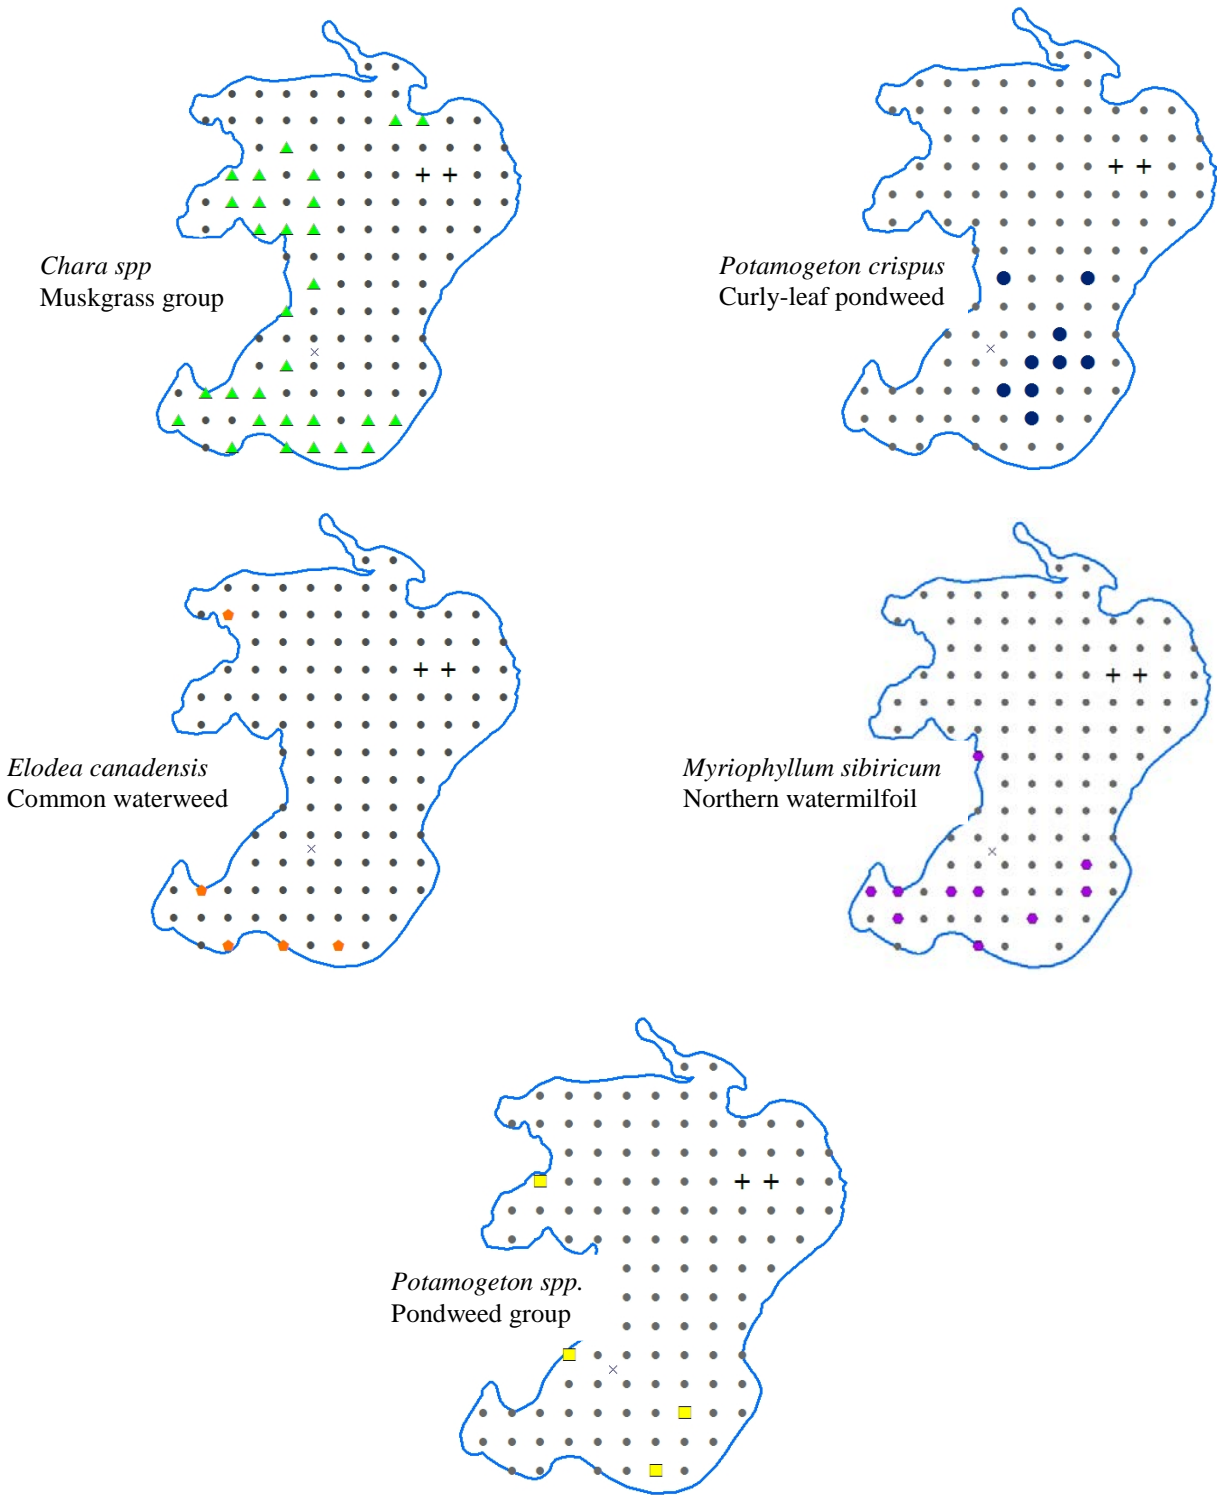 Chara spp
Muskgrass group
Potamogeton crispus
Curly-leaf pondweed
Elodea canadensis
Common waterweed
Myriophyllum sibiricum
Northern watermilfoil
Potamogeton spp.
Pondweed group